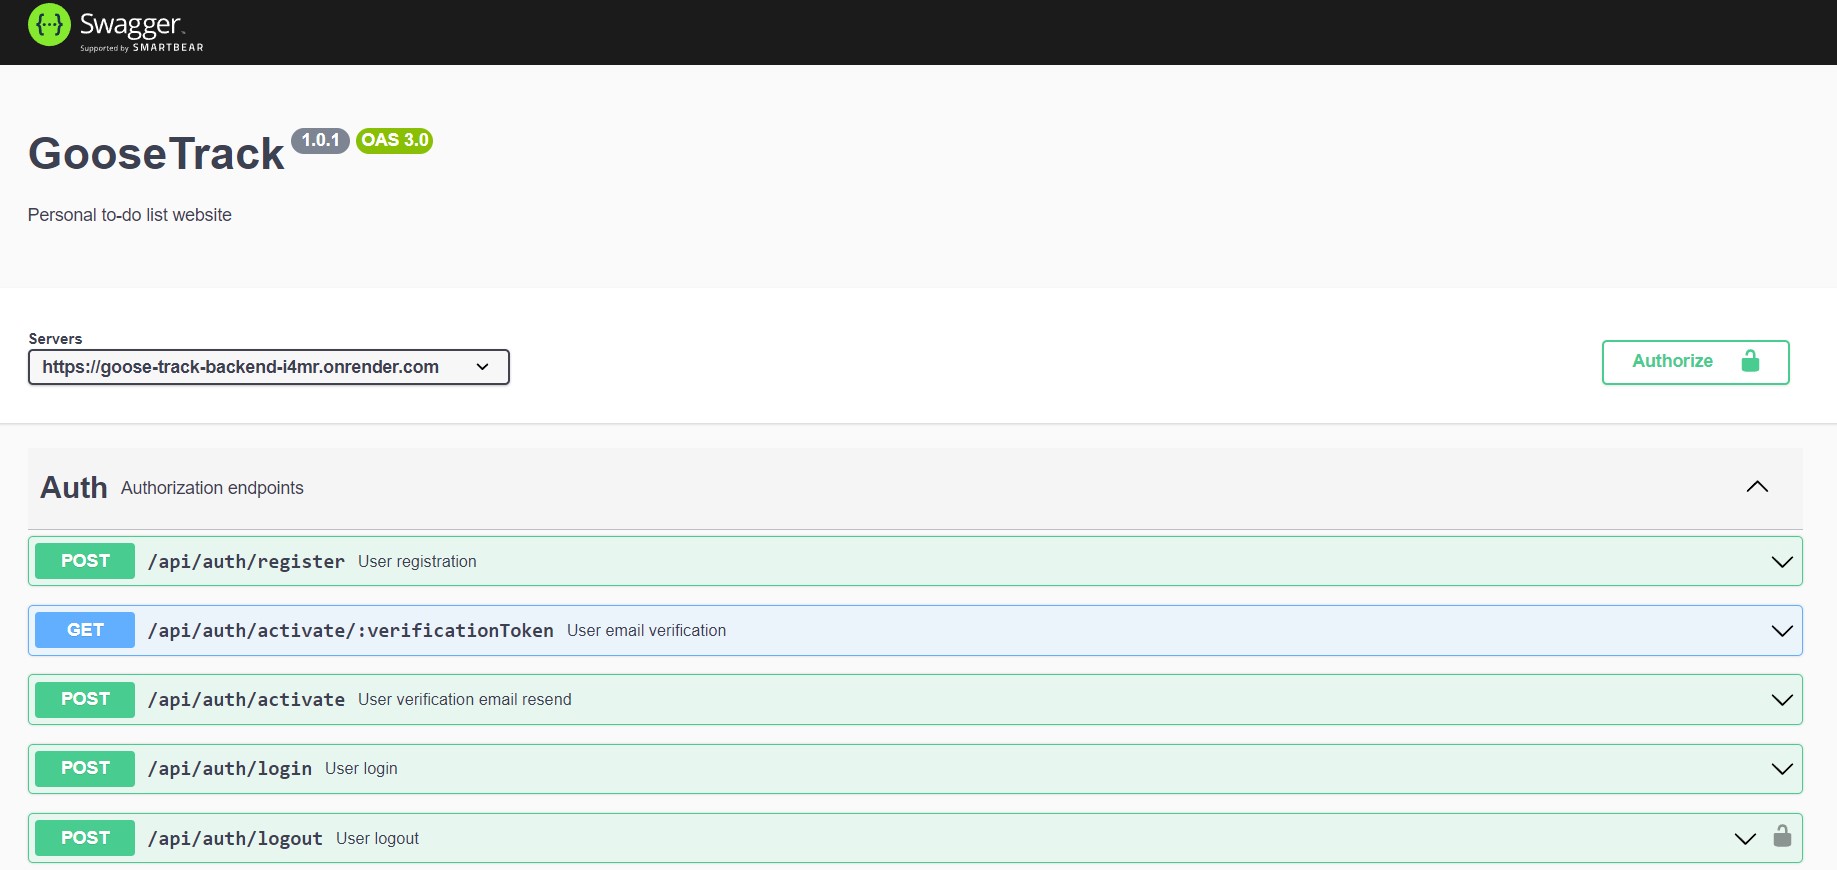 {···} Swagger
Supported by SMARTBEAR
GooseTrack 1.0.1 OAS 3.0
Personal to-do list website
Servers
https://goose-track-backend-i4mr.onrender.com
Authorize
Auth Authorization endpoints
POST /api/auth/register User registration
GET /api/auth/activate/:verificationToken User email verification
POST /api/auth/activate User verification email resend
POST /api/auth/login User login
POST /api/auth/logout User logout